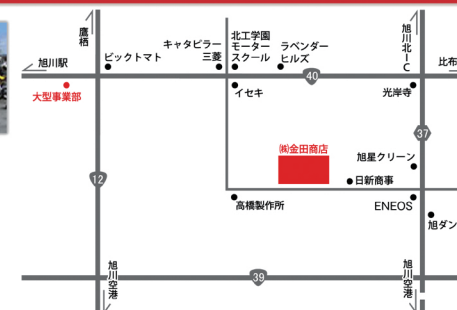 鷹栖
旭川北IC
北工学園
モーター
スクール
キャタピラー
三菱
ラベンダー
ヒルズ
旭川駅
ビックトマト
比布
40
大型事業部
イセキ
光岸寺
37
㈱金田商店
旭星クリーン
12
日新商事
高橋製作所
ENEOS
旭ダン
旭川空港
39
旭川空港